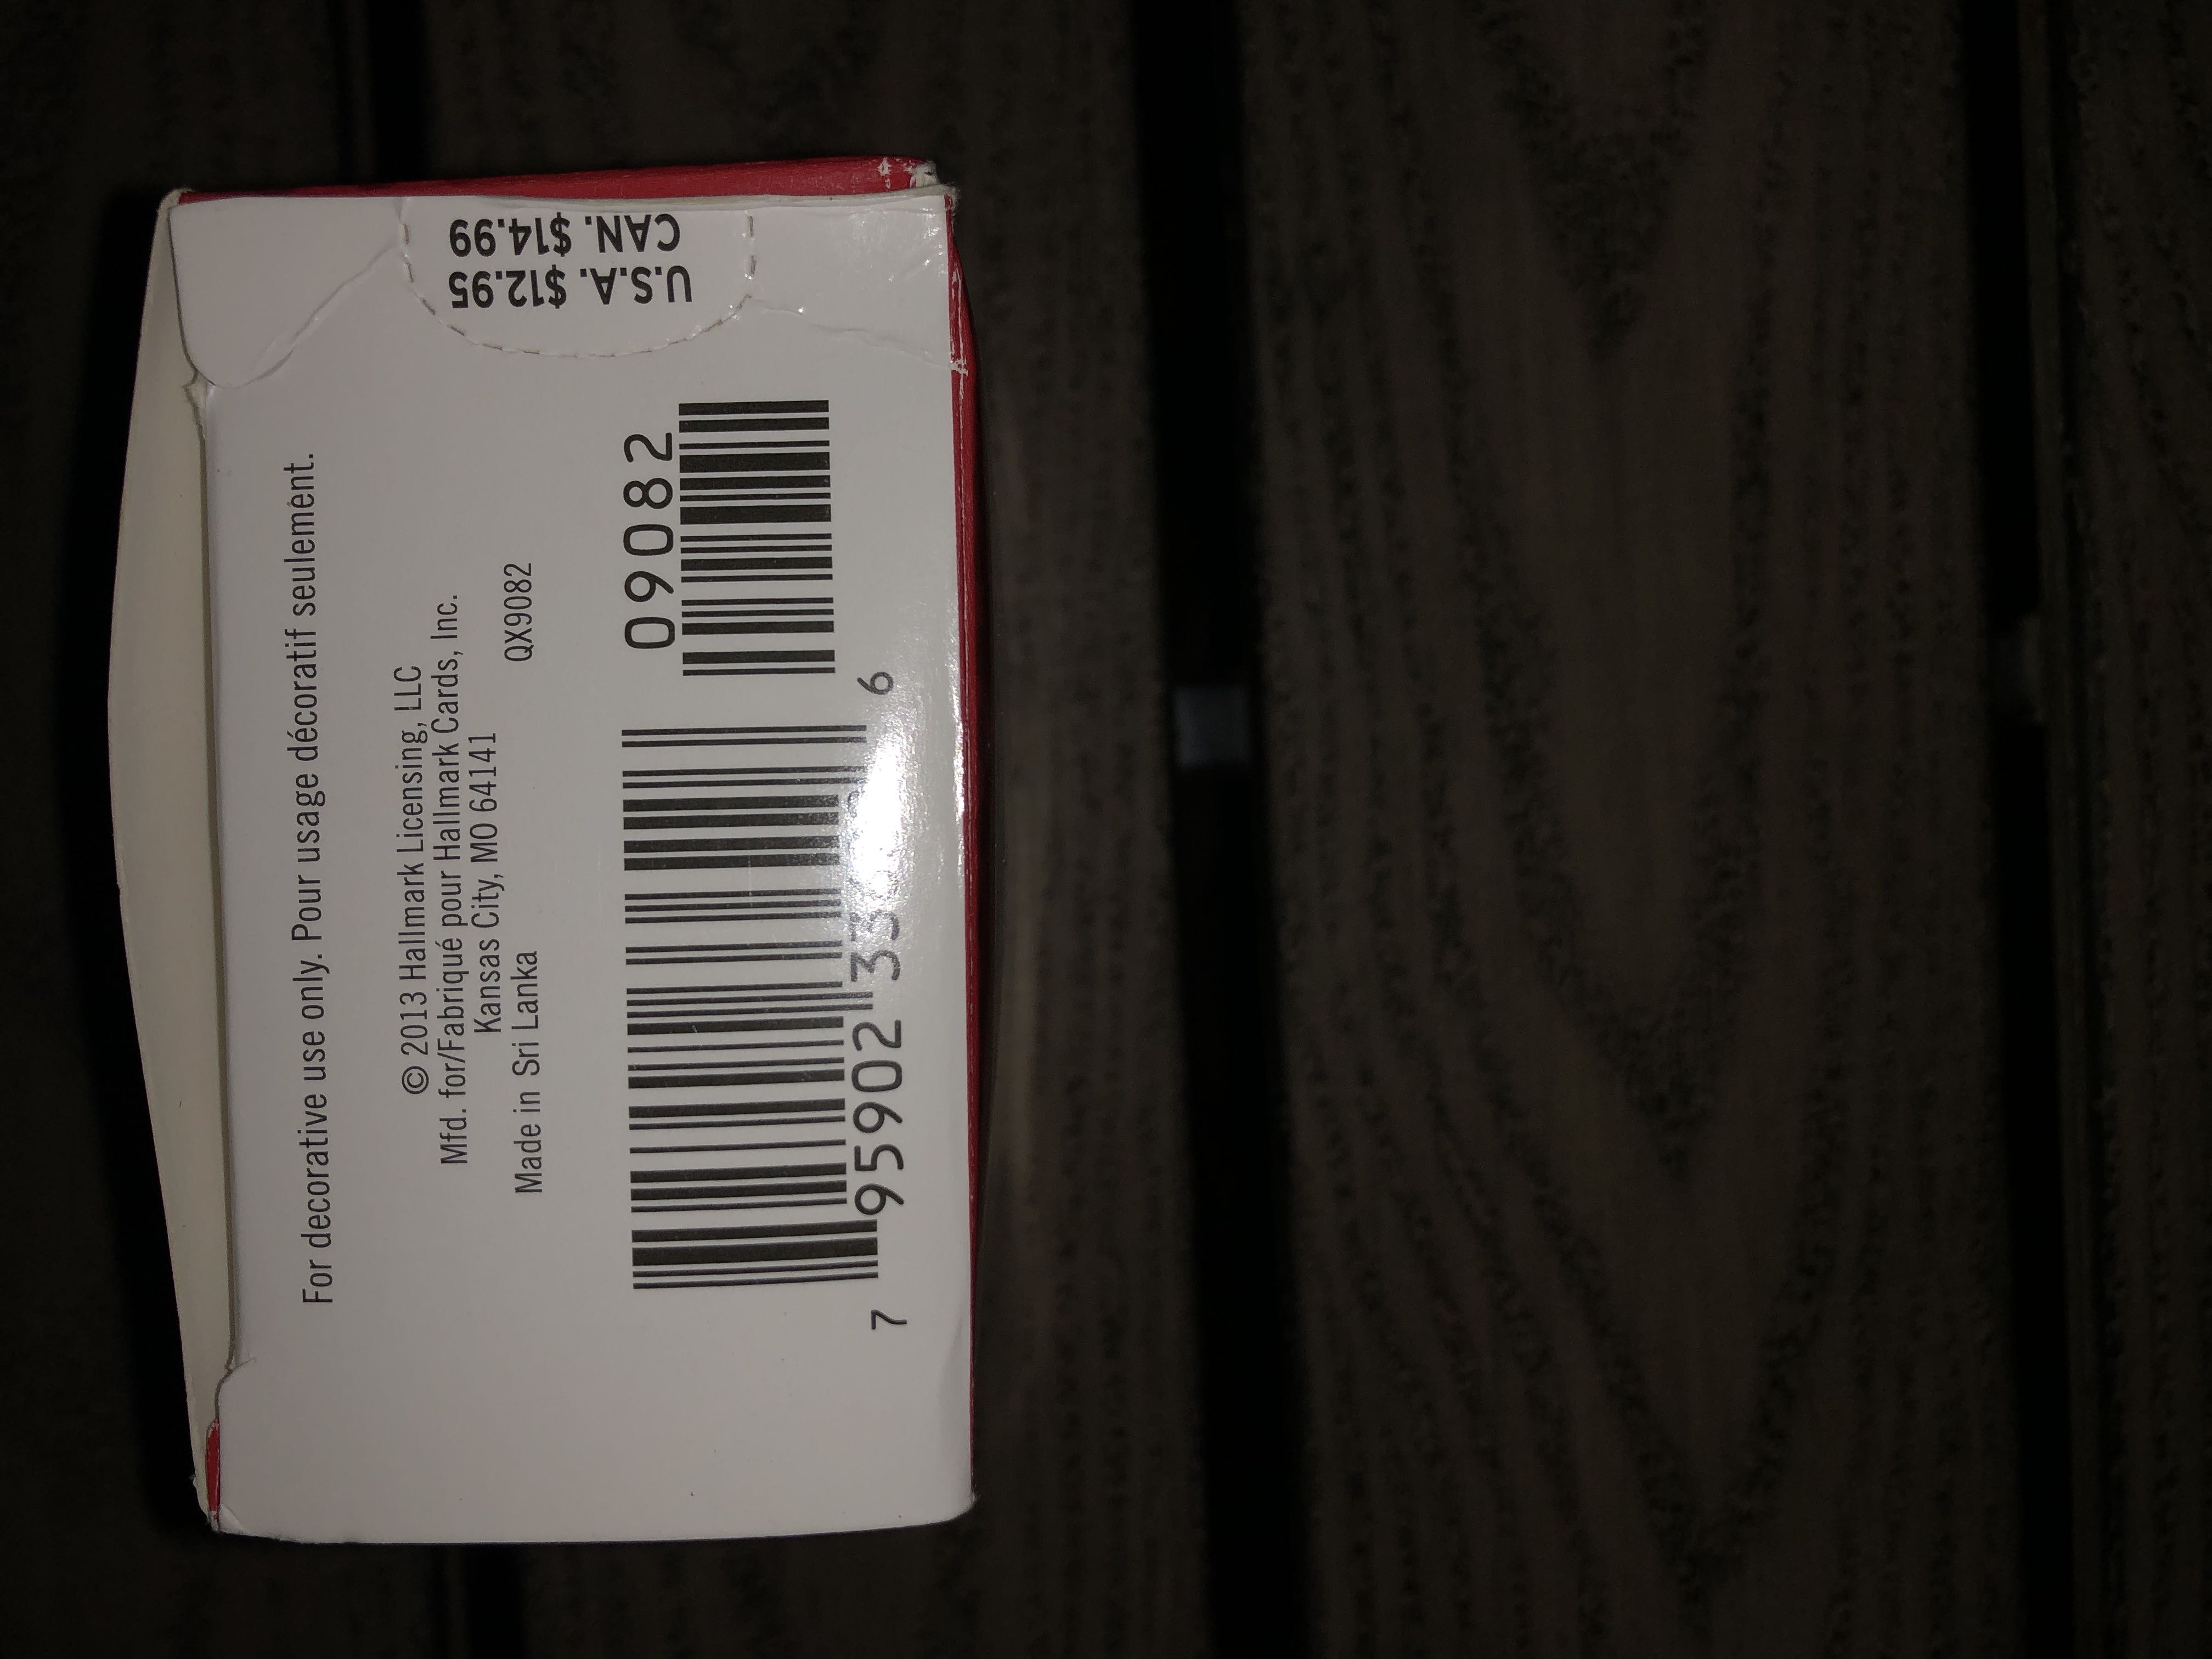 U.S.A. $12.95
CAN. $14.99
For decorative use only. Pour usage décoratif seulement.
© 2013 Hallmark Licensing, LLC
Mfd. for/Fabriqué pour Hallmark Cards, Inc.
Kansas City, MO 64141
Made in Sri Lanka QX9082
09082
7 95902 6